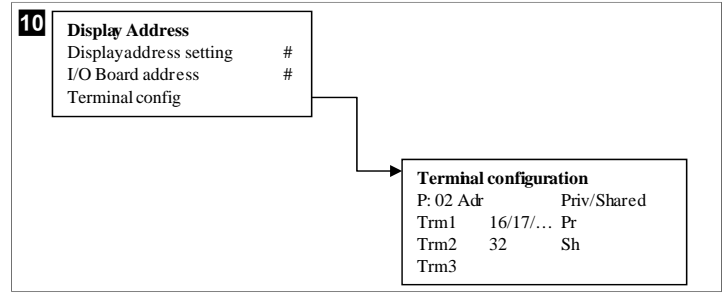 10
Display Address
Displayaddress setting #
I/O Board address #
Terminal config
Terminal configuration
P: 02 Adr Priv/Shared
Trm1 16/17/… Pr
Trm2 32 Sh
Trm3